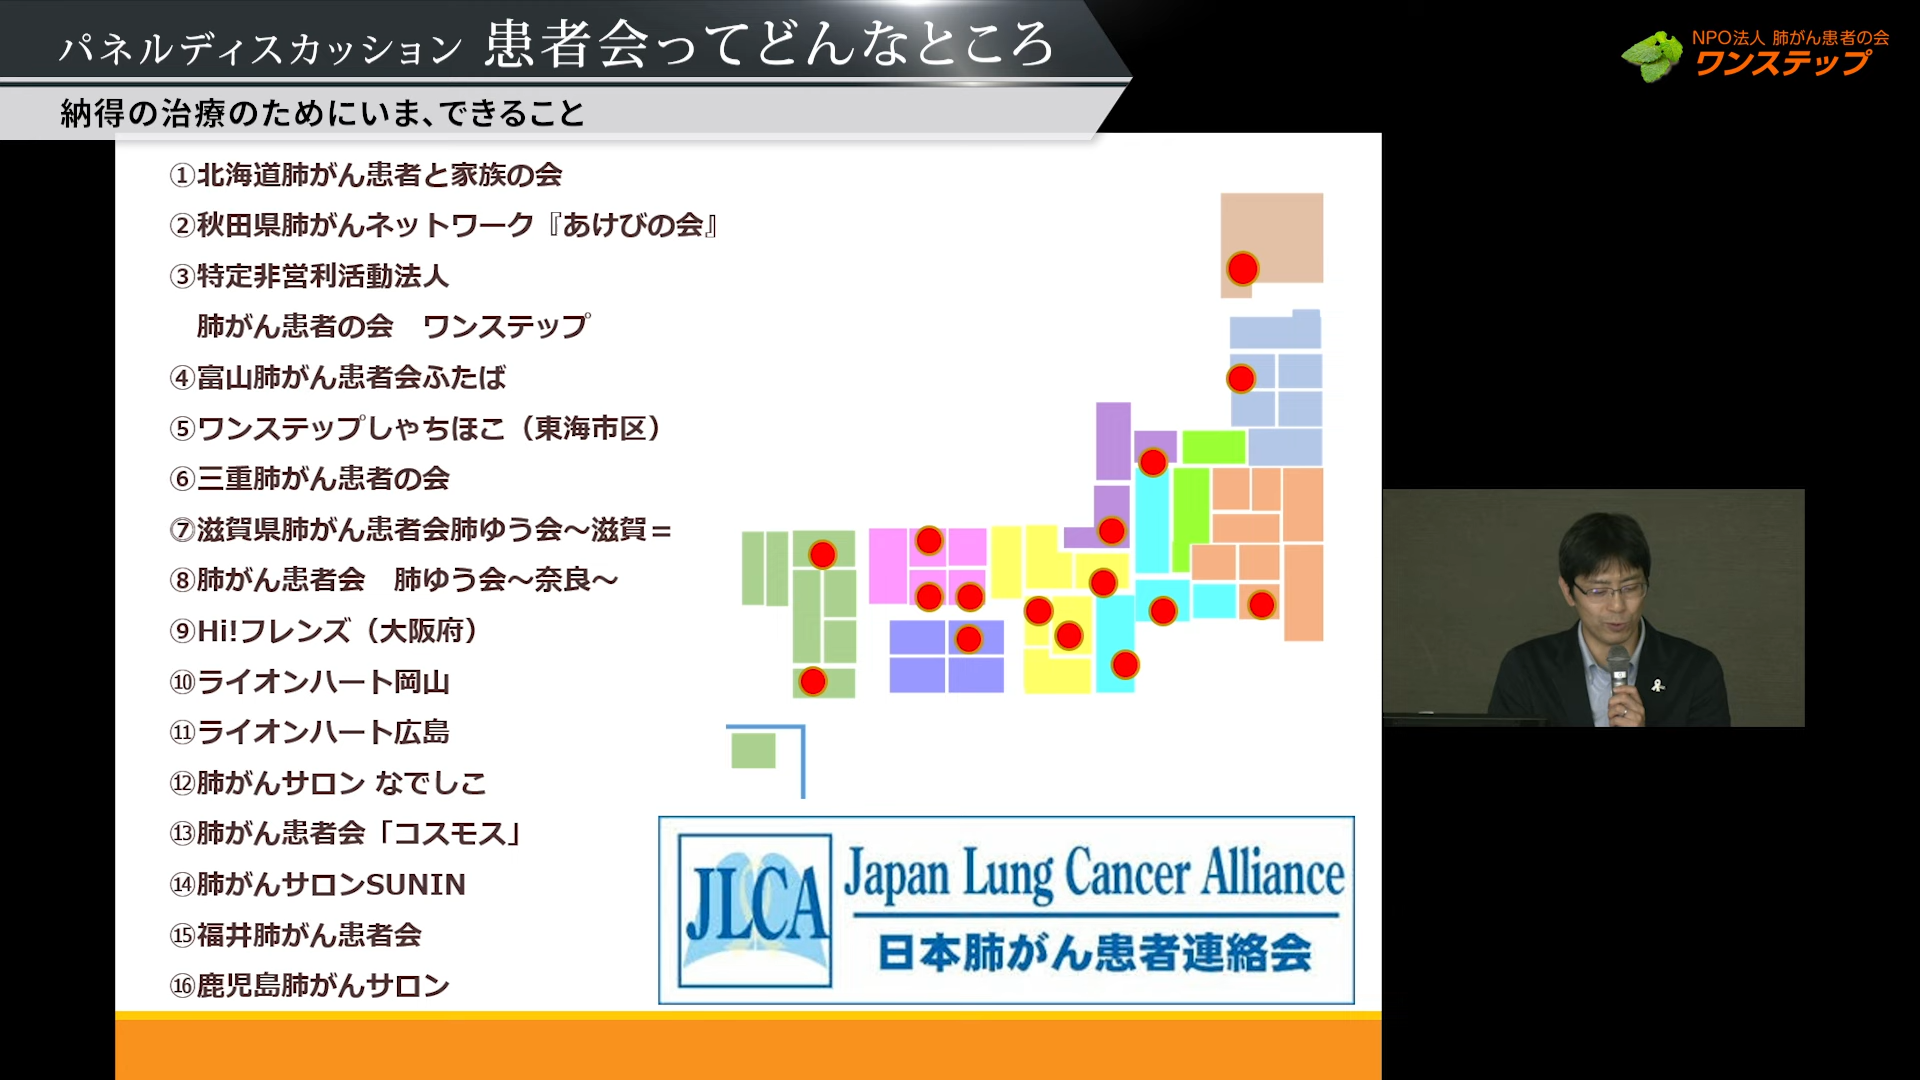 パネルディスカッション 患者会ってどんなところ
納得の治療のためにいま、できること
NPO法人 肺がん患者の会
ワンステップ
①北海道肺がん患者と家族の会
②秋田県肺がんネットワーク『あけびの会』
③特定非営利活動法人
肺がん患者の会　ワンステップ
④富山肺がん患者会ふたば
⑤ワンステップしゃちほこ（東海市区）
⑥三重肺がん患者の会
⑦滋賀県肺がん患者会肺ゆう会～滋賀＝
⑧肺がん患者会　肺ゆう会～奈良～
⑨Hi!フレンズ（大阪府）
⑩ライオンハート岡山
⑪ライオンハート広島
⑫肺がんサロン なでしこ
⑬肺がん患者会「コスモス」
⑭肺がんサロンSUNIN
⑮福井肺がん患者会
⑯鹿児島肺がんサロン
JLCA
Japan Lung Cancer Alliance
日本肺がん患者連絡会